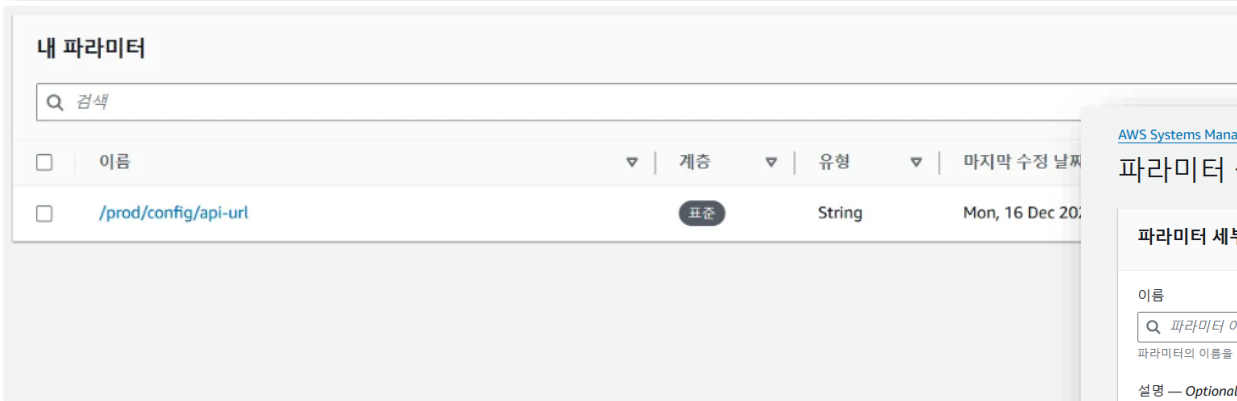 내 파라미터
검색
이름 계층 유형 마지막 수정 날짜
/prod/config/api-url 표준 String Mon, 16 Dec 202
AWS Systems Mana
파라미터
파라미터 세부
이름
파라미터 이
파라미터의 이름을
설명 — Optional